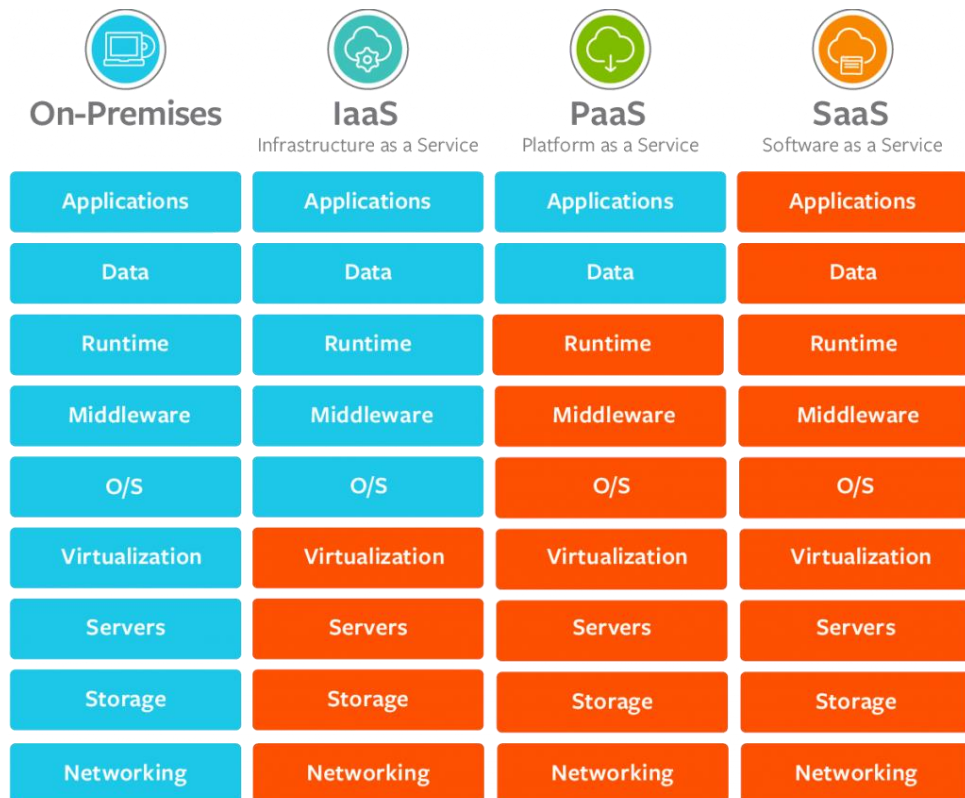 On-Premises
IaaS
Infrastructure as a Service
PaaS
Platform as a Service
SaaS
Software as a Service
Applications
Applications
Applications
Applications
Data
Data
Data
Data
Runtime
Runtime
Runtime
Runtime
Middleware
Middleware
Middleware
Middleware
O/S
O/S
O/S
O/S
Virtualization
Virtualization
Virtualization
Virtualization
Servers
Servers
Servers
Servers
Storage
Storage
Storage
Storage
Networking
Networking
Networking
Networking